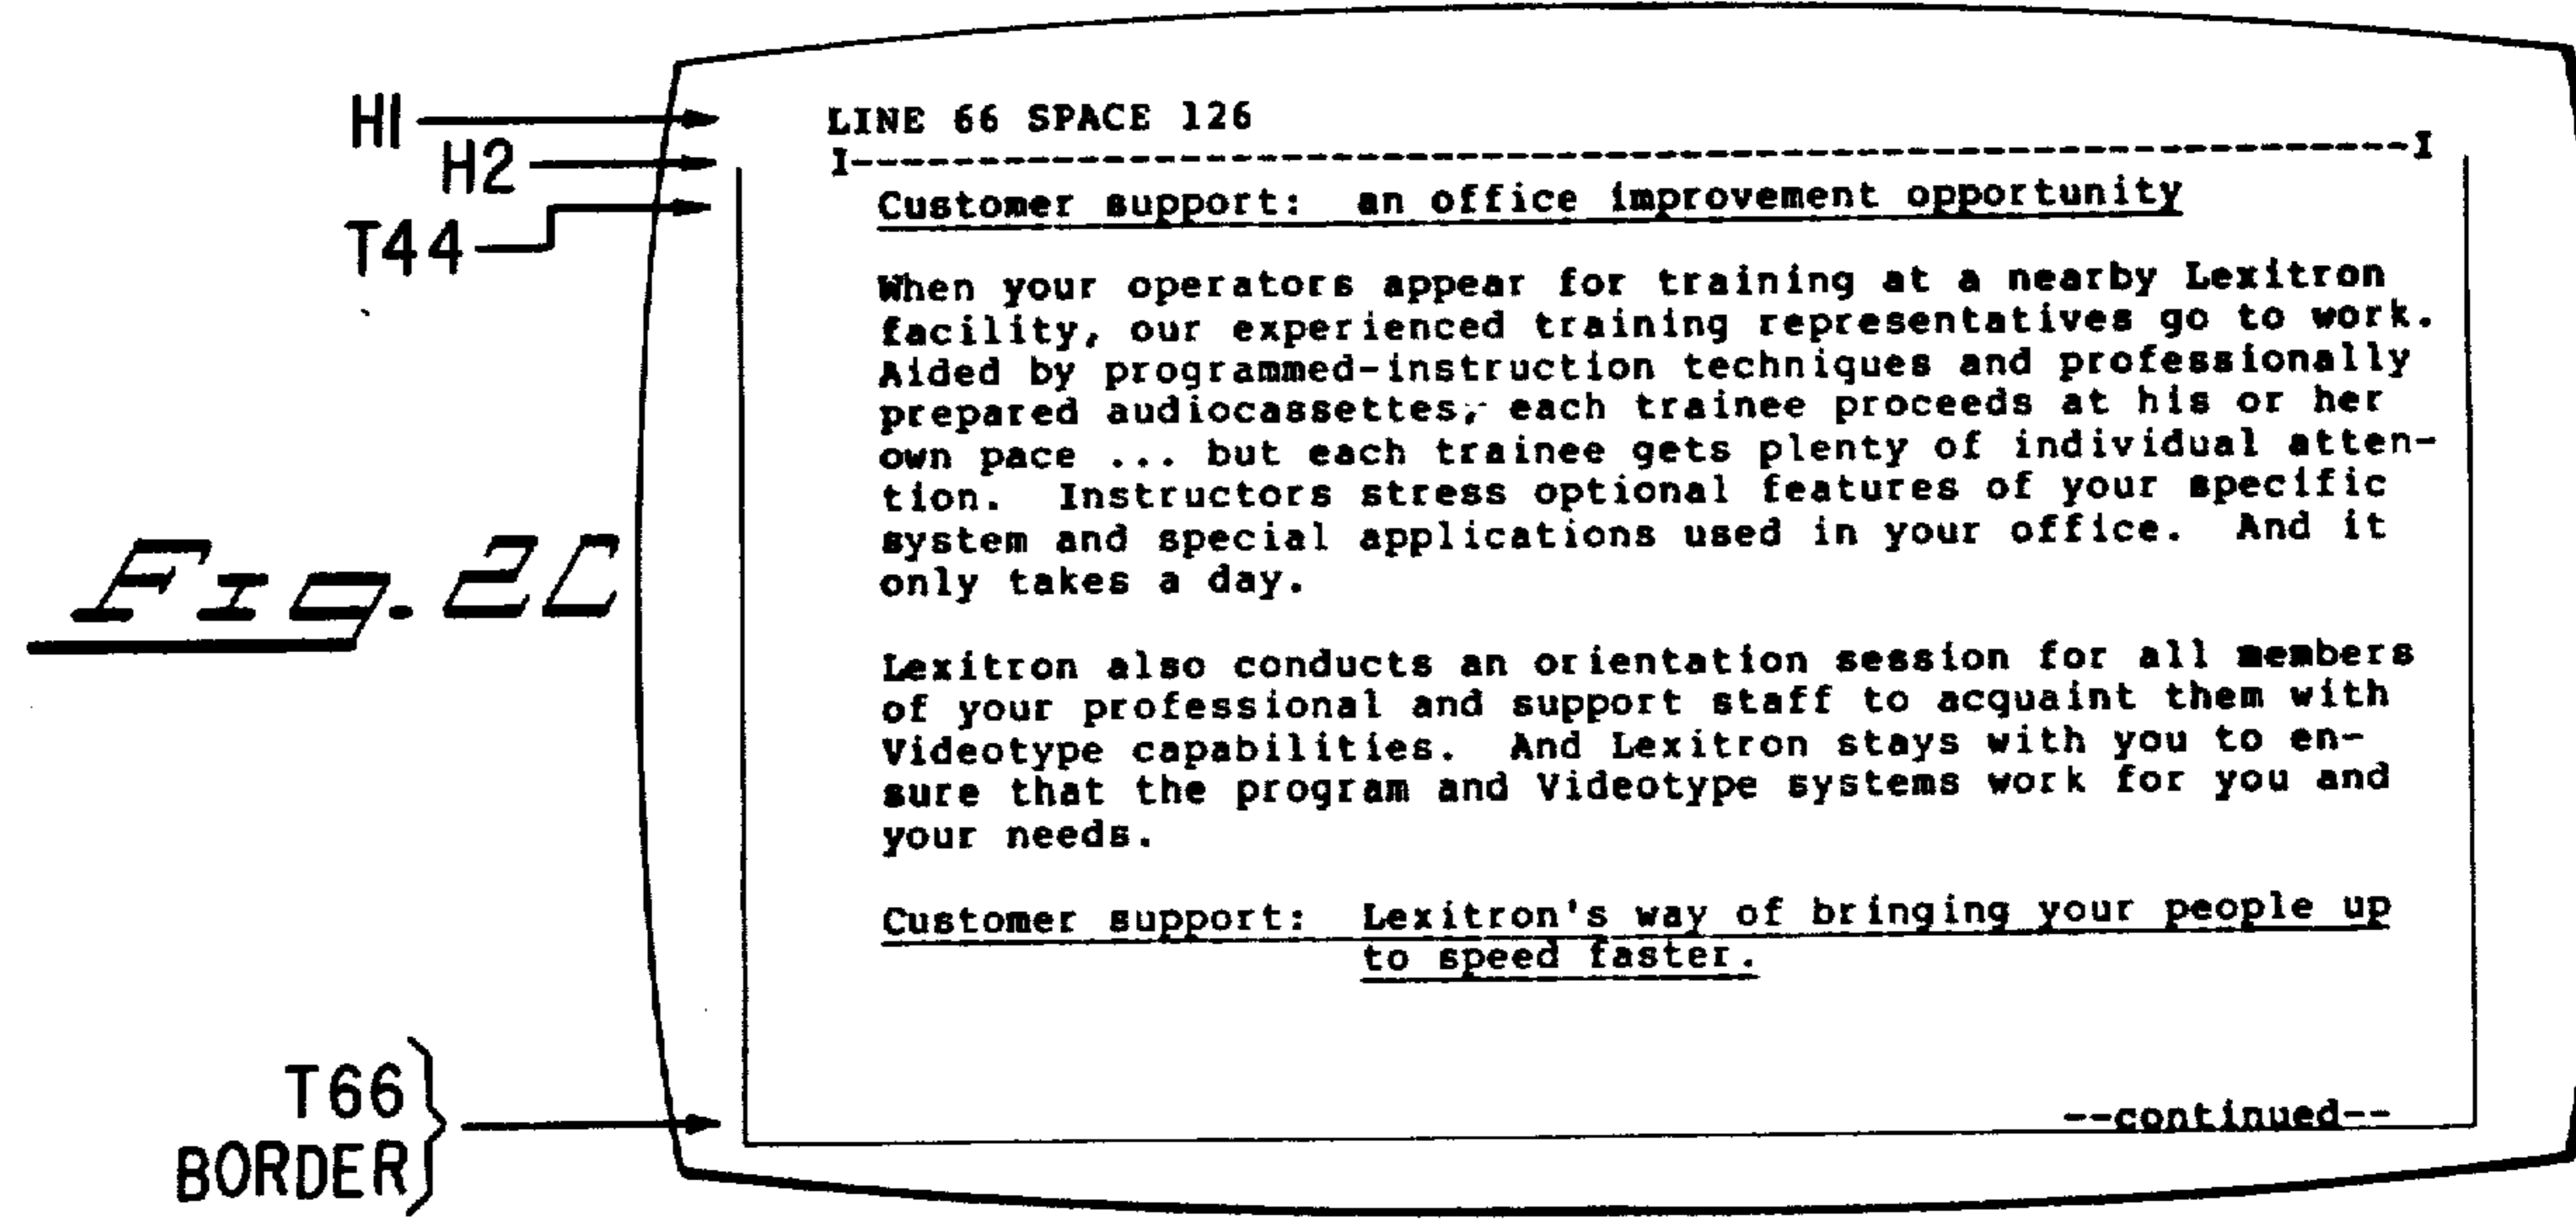 H1
H2
T44
LINE 66 SPACE 126
I-------------------------------------------------------------I
Customer support:  an office improvement opportunity
When your operators appear for training at a nearby Lexitron
facility, our experienced training representatives go to work.
Aided by programmed-instruction techniques and professionally
prepared audiocassettes, each trainee proceeds at his or her
own pace ... but each trainee gets plenty of individual atten-
tion.  Instructors stress optional features of your specific
system and special applications used in your office.  And it
only takes a day.
Fig. 2C
Lexitron also conducts an orientation session for all members
of your professional and support staff to acquaint them with
Videotype capabilities.  And Lexitron stays with you to en-
sure that the program and Videotype systems work for you and
your needs.
Customer support:  Lexitron's way of bringing your people up
to speed faster.
T66
BORDER
--continued--